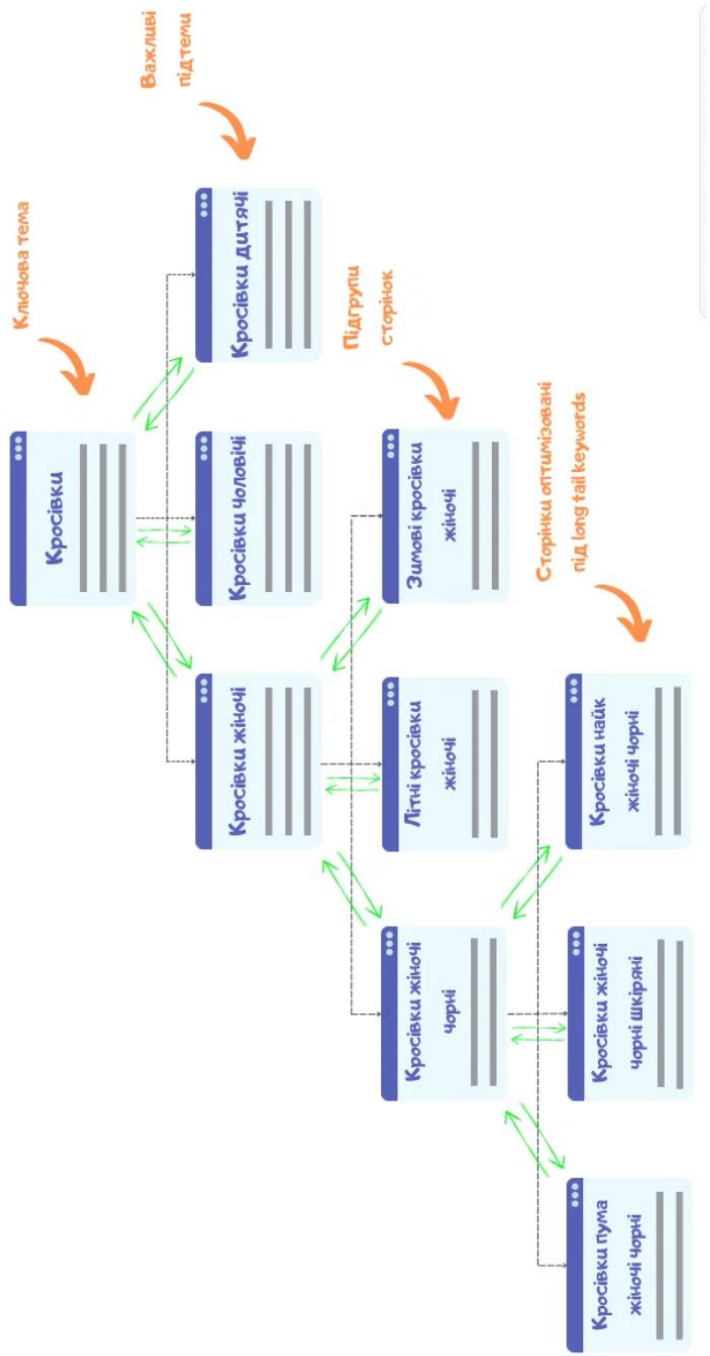 Ключова тема
Кросівки
Важливі
підтеми
Кросівки жіночі
Кросівки чоловічі
Кросівки дитячі
Підгрупи
сторінок
Кросівки жіночі
чорні
Літні кросівки
жіночі
Зимові кросівки
жіночі
Сторінки оптимізовані
під long tail keywords
Кросівки пума
жіночі чорні
Кросівки жіночі
чорні шкіряні
Кросівки найк
жіночі чорні